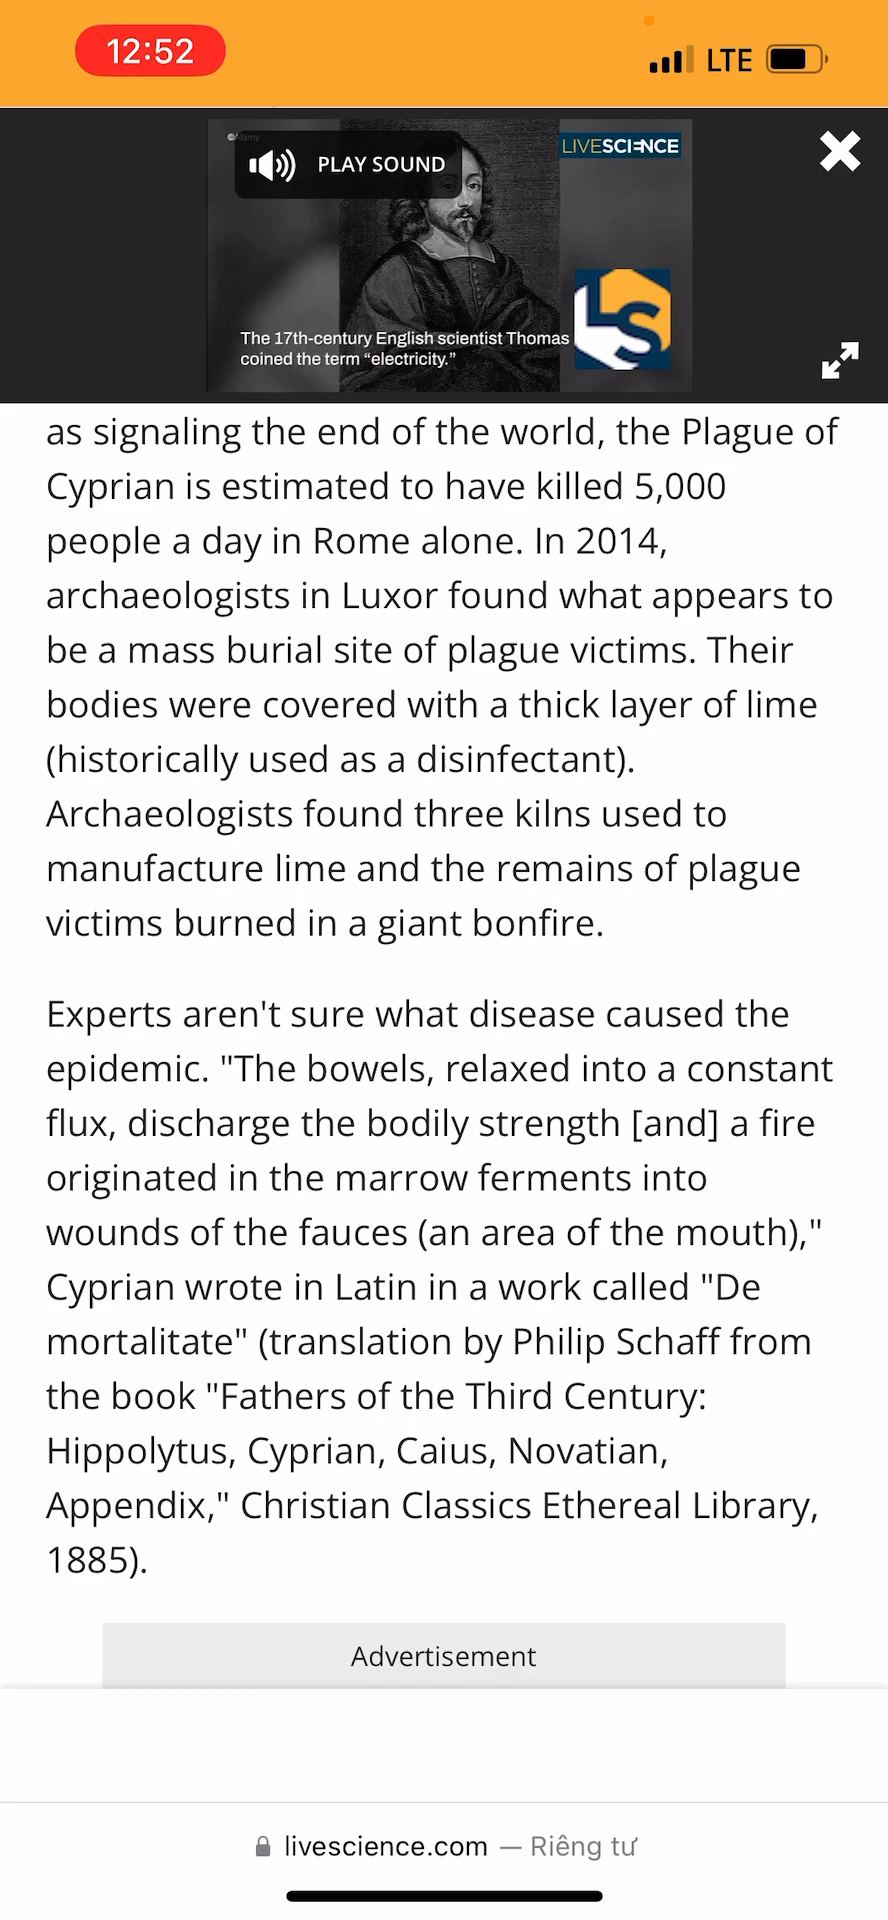 12:52
LTE
alamy
PLAY SOUND
LIVESCIENCE
LS
The 17th-century English scientist Thomas
coined the term “electricity.”
as signaling the end of the world, the Plague of
Cyprian is estimated to have killed 5,000
people a day in Rome alone. In 2014,
archaeologists in Luxor found what appears to
be a mass burial site of plague victims. Their
bodies were covered with a thick layer of lime
(historically used as a disinfectant).
Archaeologists found three kilns used to
manufacture lime and the remains of plague
victims burned in a giant bonfire.
Experts aren't sure what disease caused the
epidemic. "The bowels, relaxed into a constant
flux, discharge the bodily strength [and] a fire
originated in the marrow ferments into
wounds of the fauces (an area of the mouth),"
Cyprian wrote in Latin in a work called "De
mortalitate" (translation by Philip Schaff from
the book "Fathers of the Third Century:
Hippolytus, Cyprian, Caius, Novatian,
Appendix," Christian Classics Ethereal Library,
1885).
Advertisement
livescience.com — Riêng tư